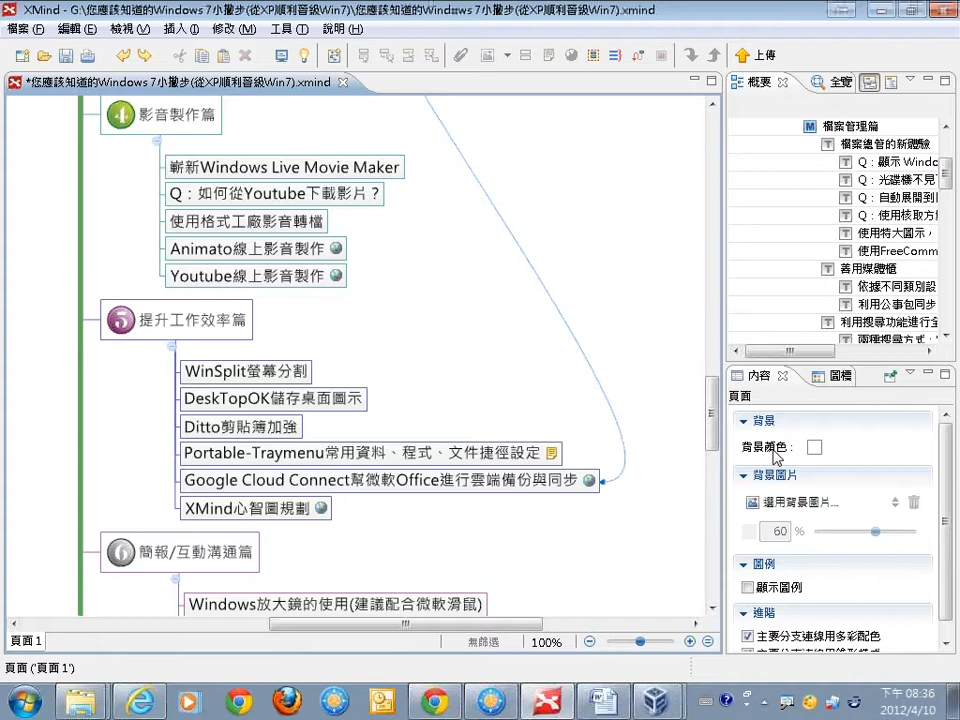 XMind - G:\您應該知道的Windows 7小撇步(從XP順利晉級Win7)\您應該知道的Windows 7小撇步(從XP順利晉級Win7).xmind
檔案(F) 編輯(E) 檢視(V) 插入(I) 修改(M) 工具(T) 說明(H)
上傳
*您應該知道的Windows 7小撇步(從XP順利晉級Win7).xmind
概要 全覽
4 影音製作篇
嶄新Windows Live Movie Maker
Q：如何從Youtube下載影片？
使用格式工廠影音轉檔
Animato線上影音製作
Youtube線上影音製作
5 提升工作效率篇
WinSplit螢幕分割
DeskTopOK儲存桌面圖示
Ditto剪貼簿加強
Portable-Traymenu常用資料、程式、文件捷徑設定
Google Cloud Connect幫微軟Office進行雲端備份與同步
XMind心智圖規劃
6 簡報/互動溝通篇
Windows放大鏡的使用(建議配合微軟滑鼠)
M 檔案管理篇
T 檔案總管的新體驗
T Q：顯示 Windo
T Q：光碟機不見
T Q：自動展開到
T Q：使用核取方
T 使用特大圖示，
T 使用FreeComm
T 善用媒體櫃
T 依據不同類別設
T 利用公事包同步
T 利用搜尋功能進行全
T 兩種搜尋方式：
內容 圖標
頁面
背景
背景顏色：
背景圖片
選用背景圖片...
60 %
圖例
顯示圖例
進階
主要分支連線用多彩配色
頁面 1
無篩選 100%
頁面 ('頁面 1')
下午 08:36
2012/4/10